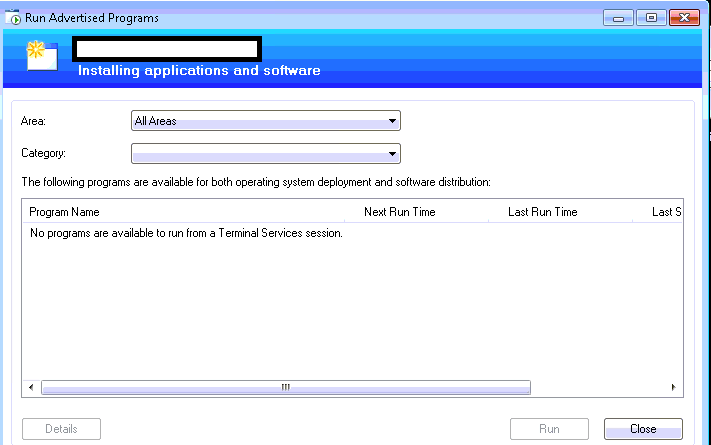 Run Advertised Programs
Installing applications and software
Area:
All Areas
Category:
The following programs are available for both operating system deployment and software distribution:
Program Name Next Run Time Last Run Time Last S
No programs are available to run from a Terminal Services session.
Details Run Close